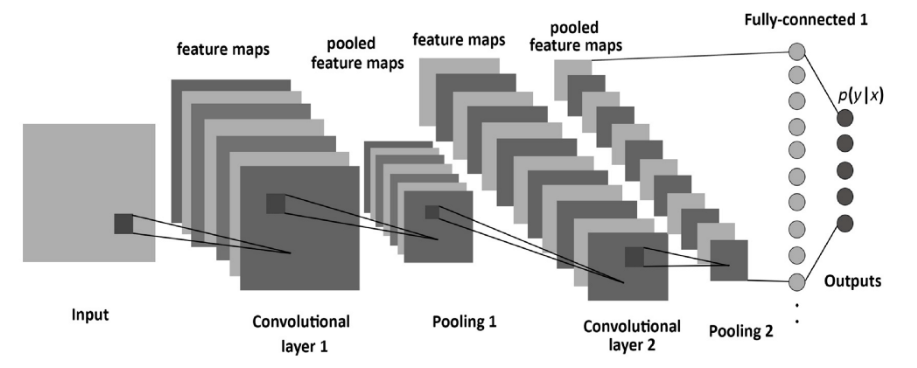 Fully-connected 1
feature maps
pooled
feature maps
feature maps
pooled
feature maps
p(y|x)
Input
Convolutional
layer 1
Pooling 1
Convolutional
layer 2
Pooling 2
Outputs